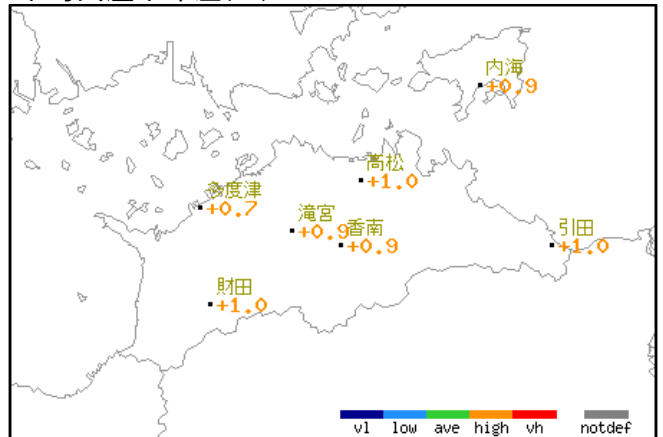 内海
+0.9
高松
+1.0
多度津
+0.7
滝宮
+0.9
香南
+0.9
引田
+1.0
財田
+1.0
vl low ave high vh notdef